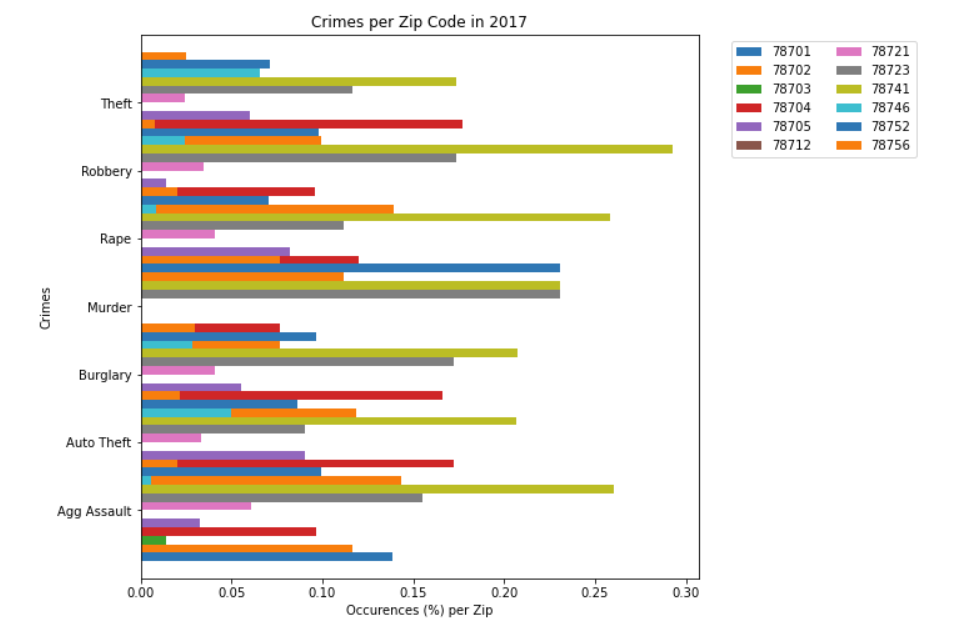 Crimes per Zip Code in 2017
78701
78702
78703
78704
78705
78712
78721
78723
78741
78746
78752
78756
Crimes
Theft
Robbery
Rape
Murder
Burglary
Auto Theft
Agg Assault
0.00 0.05 0.10 0.15 0.20 0.25 0.30
Occurences (%) per Zip